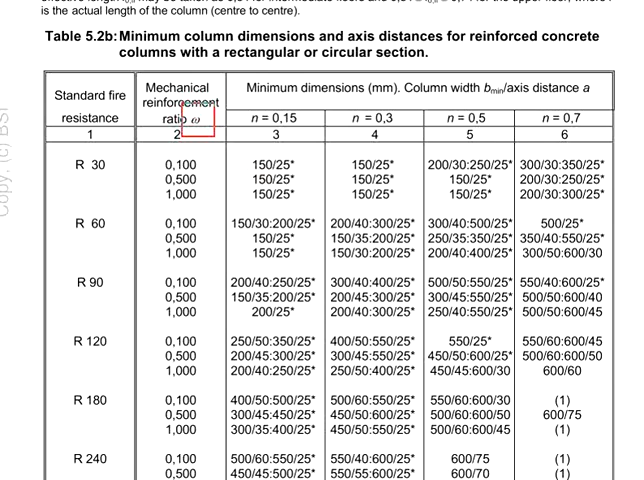 is the actual length of the column (centre to centre).
Table 5.2b: Minimum column dimensions and axis distances for reinforced concrete
columns with a rectangular or circular section.
Standard fire resistance Mechanical reinforcement ratio ω Minimum dimensions (mm). Column width bmin/axis distance a
n = 0,15 n = 0,3 n = 0,5 n = 0,7
1 2 3 4 5 6
R 30 0,100 150/25* 150/25* 200/30:250/25* 300/30:350/25*
0,500 150/25* 150/25* 150/25* 200/30:250/25*
1,000 150/25* 150/25* 150/25* 200/30:300/25*
R 60 0,100 150/30:200/25* 200/40:300/25* 300/40:500/25* 500/25*
0,500 150/25* 150/35:200/25* 250/35:350/25* 350/40:550/25*
1,000 150/25* 150/30:200/25* 200/40:400/25* 300/50:600/30
R 90 0,100 200/40:250/25* 300/40:400/25* 500/50:550/25* 550/40:600/25*
0,500 150/35:200/25* 200/45:300/25* 300/45:550/25* 500/50:600/40
1,000 200/25* 200/40:300/25* 250/40:550/25* 500/50:600/45
R 120 0,100 250/50:350/25* 400/50:550/25* 550/25* 550/60:600/45
0,500 200/45:300/25* 300/45:550/25* 450/50:600/25* 500/60:600/50
1,000 200/40:250/25* 250/50:400/25* 450/45:600/30 600/60
R 180 0,100 400/50:500/25* 500/60:550/25* 550/60:600/30 (1)
0,500 300/45:450/25* 450/50:600/25* 500/60:600/50 600/75
1,000 300/35:400/25* 450/50:550/25* 500/60:600/45 (1)
R 240 0,100 500/60:550/25* 550/40:600/25* 600/75 (1)
0,500 450/45:500/25* 550/55:600/25* 600/70 (1)
Copy, (c) BSI